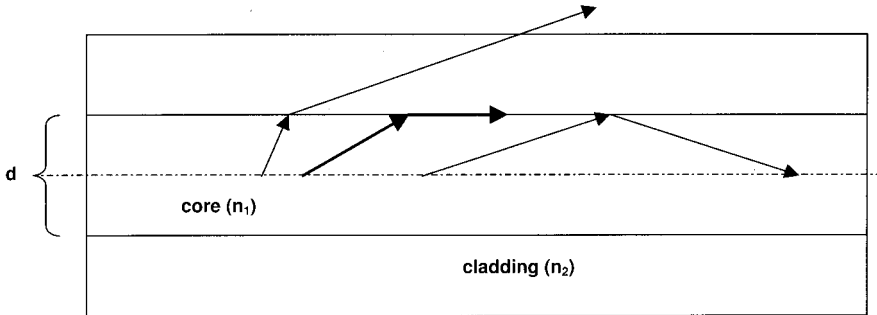 d
core (n₁)
cladding (n₂)